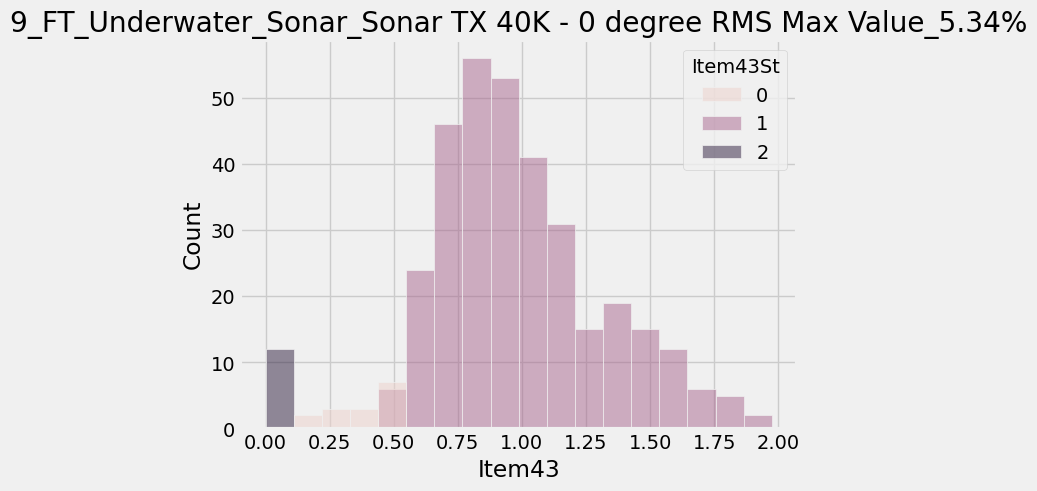 9_FT_Underwater_Sonar_Sonar TX 40K - 0 degree RMS Max Value_5.34%
Item43St
0
1
2
50
40
30
20
10
0
Count
0.00 0.25 0.50 0.75 1.00 1.25 1.50 1.75 2.00
Item43